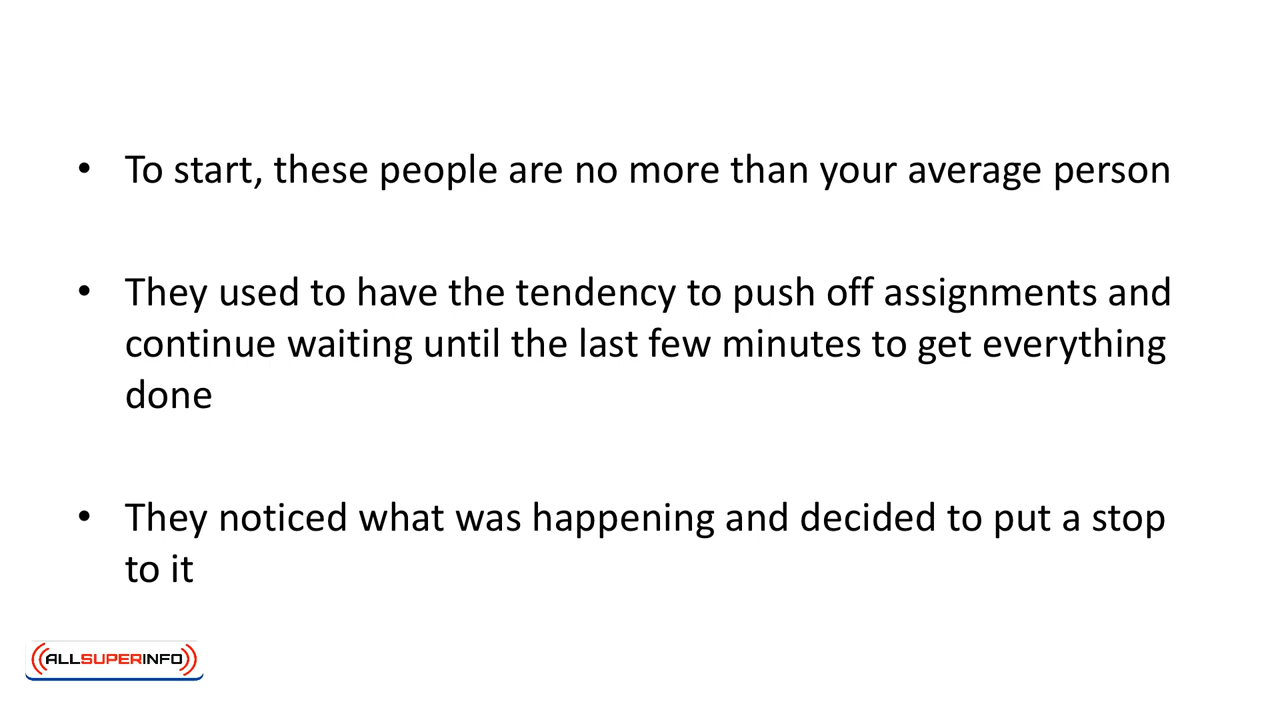 • To start, these people are no more than your average person
• They used to have the tendency to push off assignments and
continue waiting until the last few minutes to get everything
done
• They noticed what was happening and decided to put a stop
to it
ALLSUPERINFO